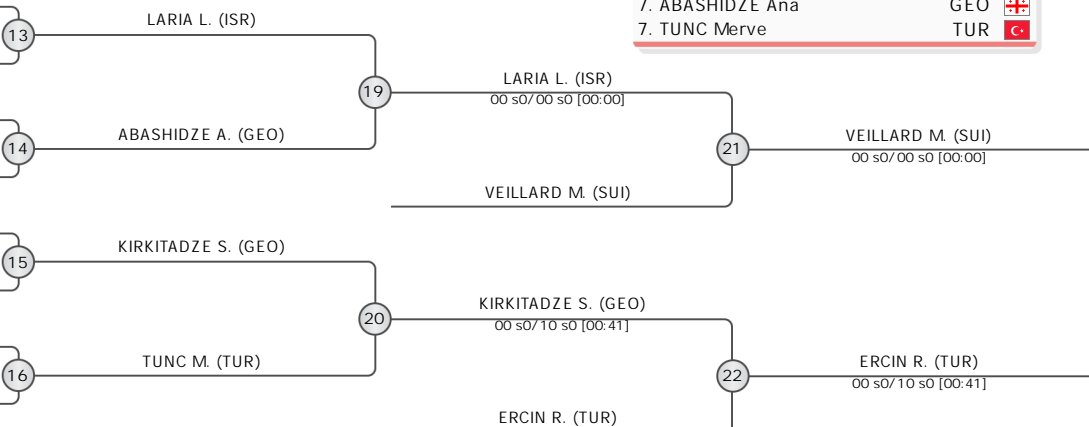 7. ABASHIDZE Ana GEO
7. TUNC Merve TUR
13
LARIA L. (ISR)
19
LARIA L. (ISR)
00 s0/00 s0 [00:00]
14
ABASHIDZE A. (GEO)
21
VEILLARD M. (SUI)
00 s0/00 s0 [00:00]
VEILLARD M. (SUI)
15
KIRKITADZE S. (GEO)
20
KIRKITADZE S. (GEO)
00 s0/10 s0 [00:41]
16
TUNC M. (TUR)
22
ERCIN R. (TUR)
00 s0/10 s0 [00:41]
ERCIN R. (TUR)